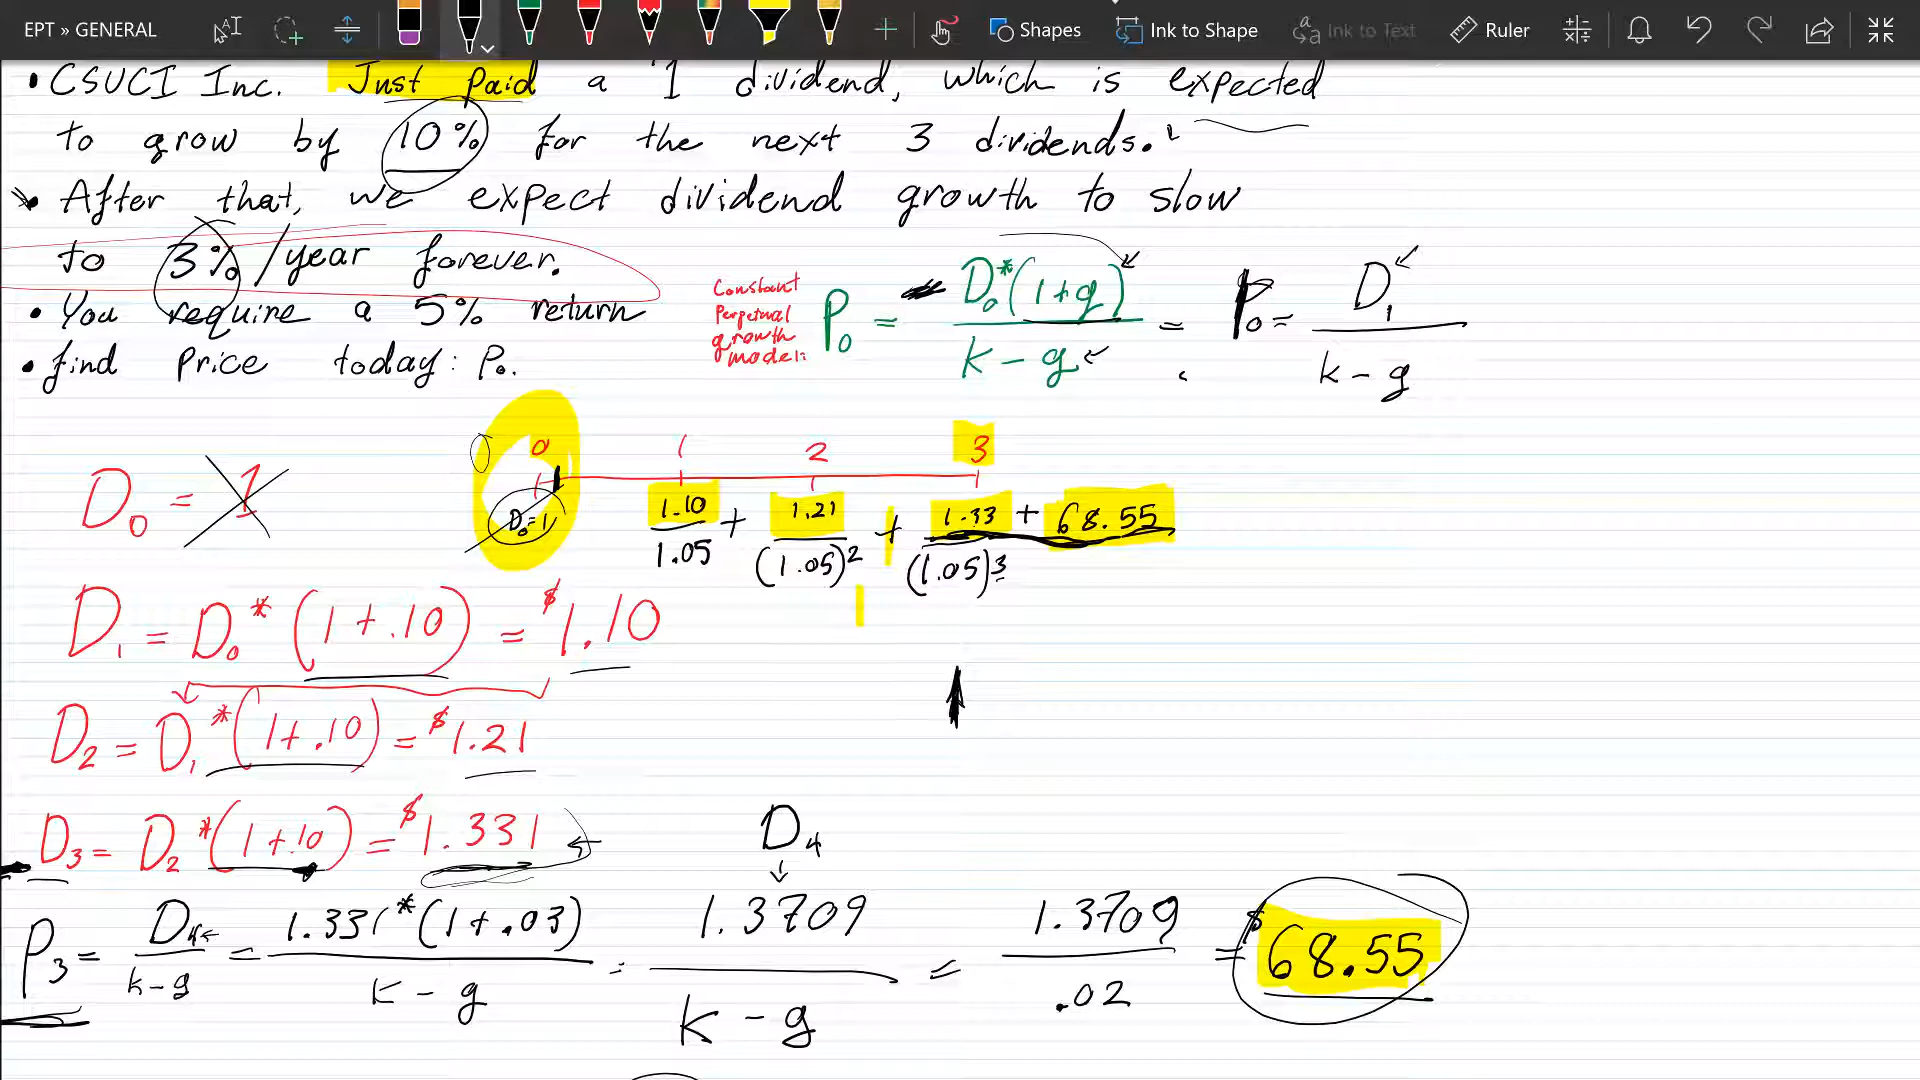 EPT » GENERAL Shapes Ink to Shape Ink to Text Ruler
• CSUCI Inc. Just Paid a $1 dividend, which is expected
to grow by 10% for the next 3 dividends.
• After that, we expect dividend growth to slow
to 3%/year forever.
• You require a 5% return
• find Price today: P₀.
Constant
Perpetual
growth
model:
P₀ = D₀*(1+g) / k-g = P₀ = D₁ / k-g
0 1 2 3
D₀ = 1
D₀=1 1.10/1.05 + 1.21/(1.05)² + 1.33 + 68.55/(1.05)³
D₁ = D₀*(1+.10) = $1.10
D₂ = D₁*(1+.10) = $1.21
D₃ = D₂*(1+.10) = $1.331 ←
D₄
↓
P₃ = D₄/k-g = 1.331*(1+.03)/k-g = 1.3709/k-g = 1.3709/.02 = $68.55